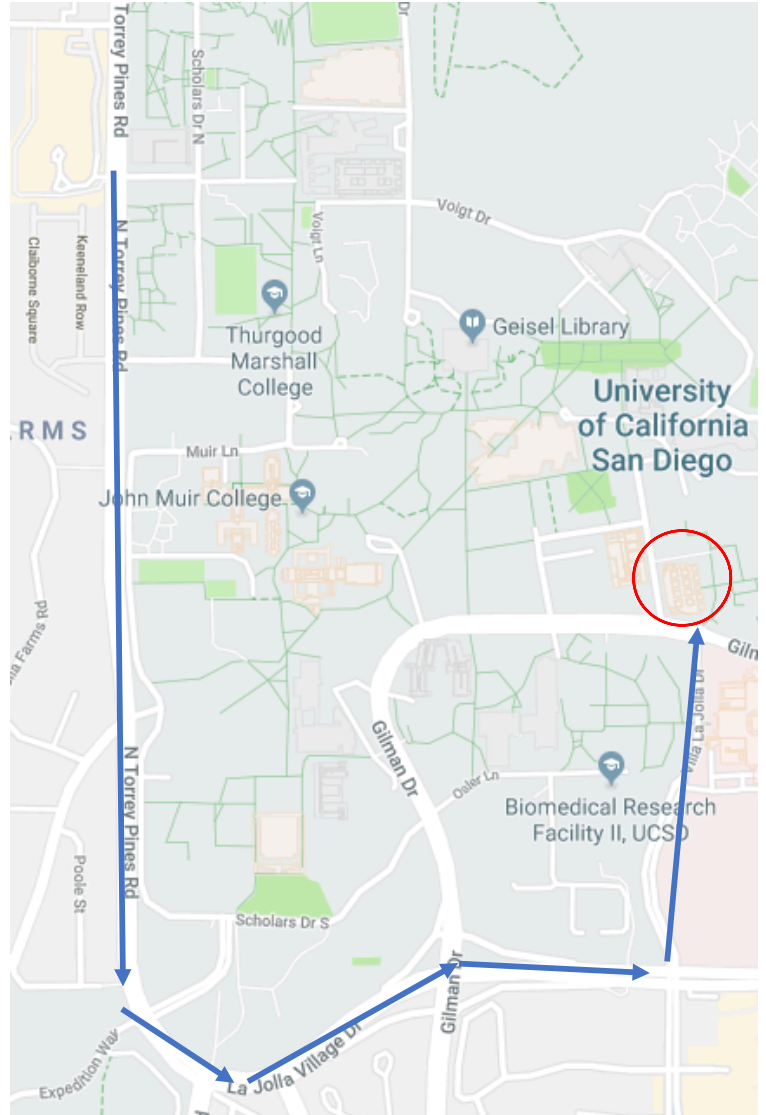 Torrey Pines Rd
Scholars Dr N
Dr
Voigt Dr
Voigt Ln
Keeneland Row
Claiborne Square
N Torrey Pines Rd
Thurgood
Marshall
College
Geisel Library
University
of California
San Diego
RMS
Muir Ln
John Muir College
Farms Rd
Gilm
Villa La Jolla Dr
Gilman Dr
Osler Ln
Biomedical Research
Facility II, UCSD
N Torrey Pines Rd
Poole St
Scholars Dr S
Gilman Dr
La Jolla Village Dr
Expedition Way